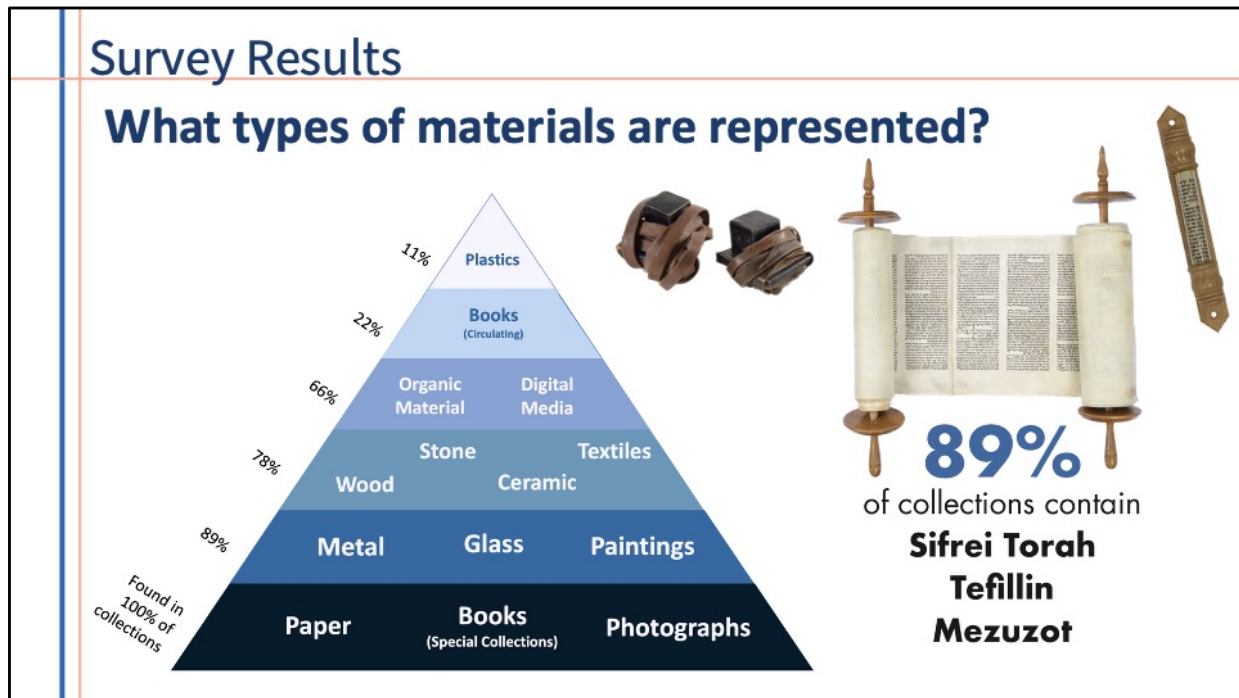 Survey Results
What types of materials are represented?
11%
Plastics
22%
Books
(Circulating)
66%
Organic
Material
Digital
Media
78%
Stone
Textiles
Wood
Ceramic
89%
Metal
Glass
Paintings
Found in
100% of
collections
Paper
Books
(Special Collections)
Photographs
89%
of collections contain
Sifrei Torah
Tefillin
Mezuzot